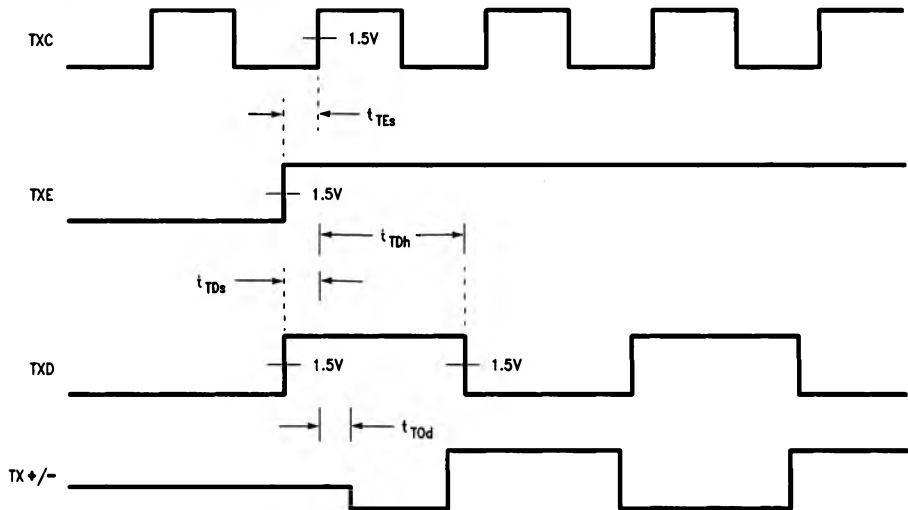 TXC
1.5V
t TEs
TXE
1.5V
t TDh
t TDs
TXD
1.5V
1.5V
t TOd
TX +/-